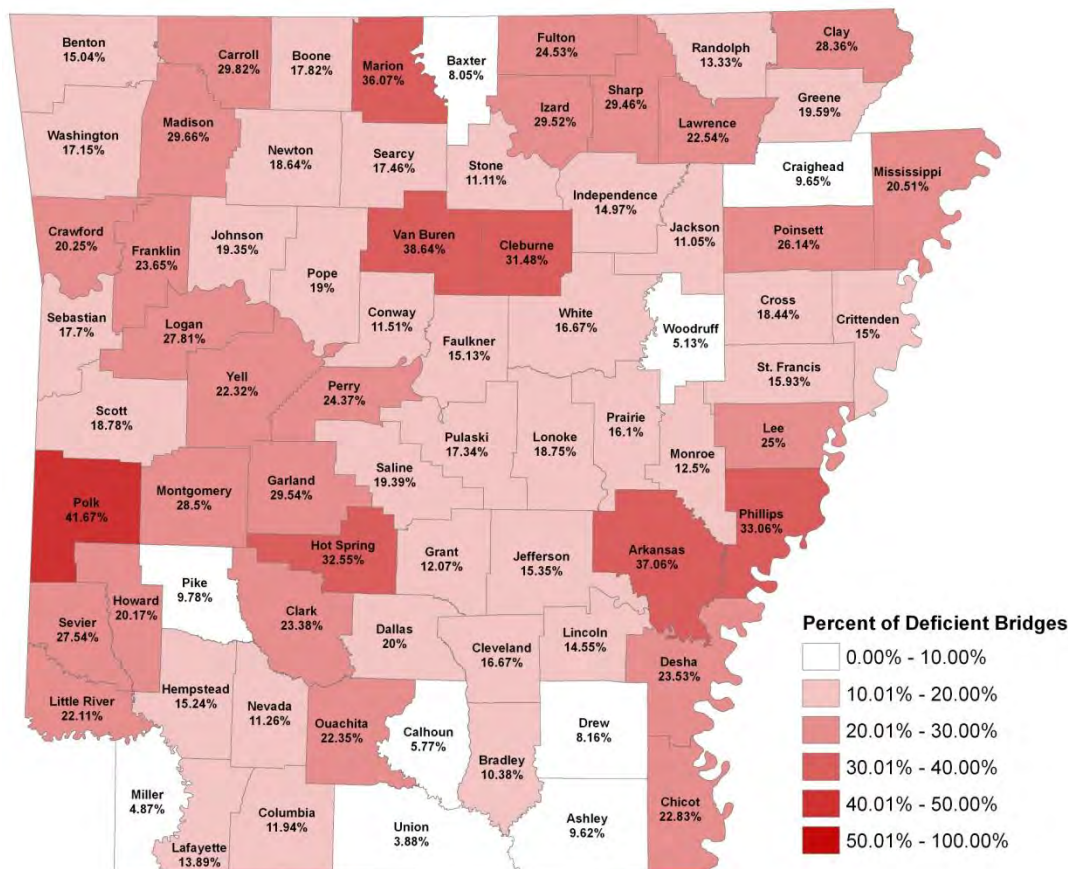 Benton
15.04%
Carroll
29.82%
Boone
17.82%
Marion
36.07%
Baxter
8.05%
Fulton
24.53%
Randolph
13.33%
Clay
28.36%
Greene
19.59%
Sharp
29.46%
Izard
29.52%
Lawrence
22.54%
Madison
29.66%
Washington
17.15%
Newton
18.64%
Searcy
17.46%
Stone
11.11%
Craighead
9.65%
Mississippi
20.51%
Independence
14.97%
Jackson
11.05%
Poinsett
26.14%
Crawford
20.25%
Franklin
23.65%
Johnson
19.35%
Van Buren
38.64%
Cleburne
31.48%
Pope
19%
Conway
11.51%
White
16.67%
Woodruff
5.13%
Cross
18.44%
Crittenden
15%
Sebastian
17.7%
Logan
27.81%
Faulkner
15.13%
St. Francis
15.93%
Yell
22.32%
Perry
24.37%
Scott
18.78%
Pulaski
17.34%
Lonoke
18.75%
Prairie
16.1%
Monroe
12.5%
Lee
25%
Saline
19.39%
Polk
41.67%
Montgomery
28.5%
Garland
29.54%
Phillips
33.06%
Hot Spring
32.55%
Grant
12.07%
Jefferson
15.35%
Arkansas
37.06%
Pike
9.78%
Howard
20.17%
Sevier
27.54%
Clark
23.38%
Dallas
20%
Cleveland
16.67%
Lincoln
14.55%
Desha
23.53%
Little River
22.11%
Hempstead
15.24%
Nevada
11.26%
Ouachita
22.35%
Calhoun
5.77%
Drew
8.16%
Bradley
10.38%
Miller
4.87%
Columbia
11.94%
Union
3.88%
Ashley
9.62%
Chicot
22.83%
Lafayette
13.89%
Percent of Deficient Bridges
0.00% - 10.00%
10.01% - 20.00%
20.01% - 30.00%
30.01% - 40.00%
40.01% - 50.00%
50.01% - 100.00%